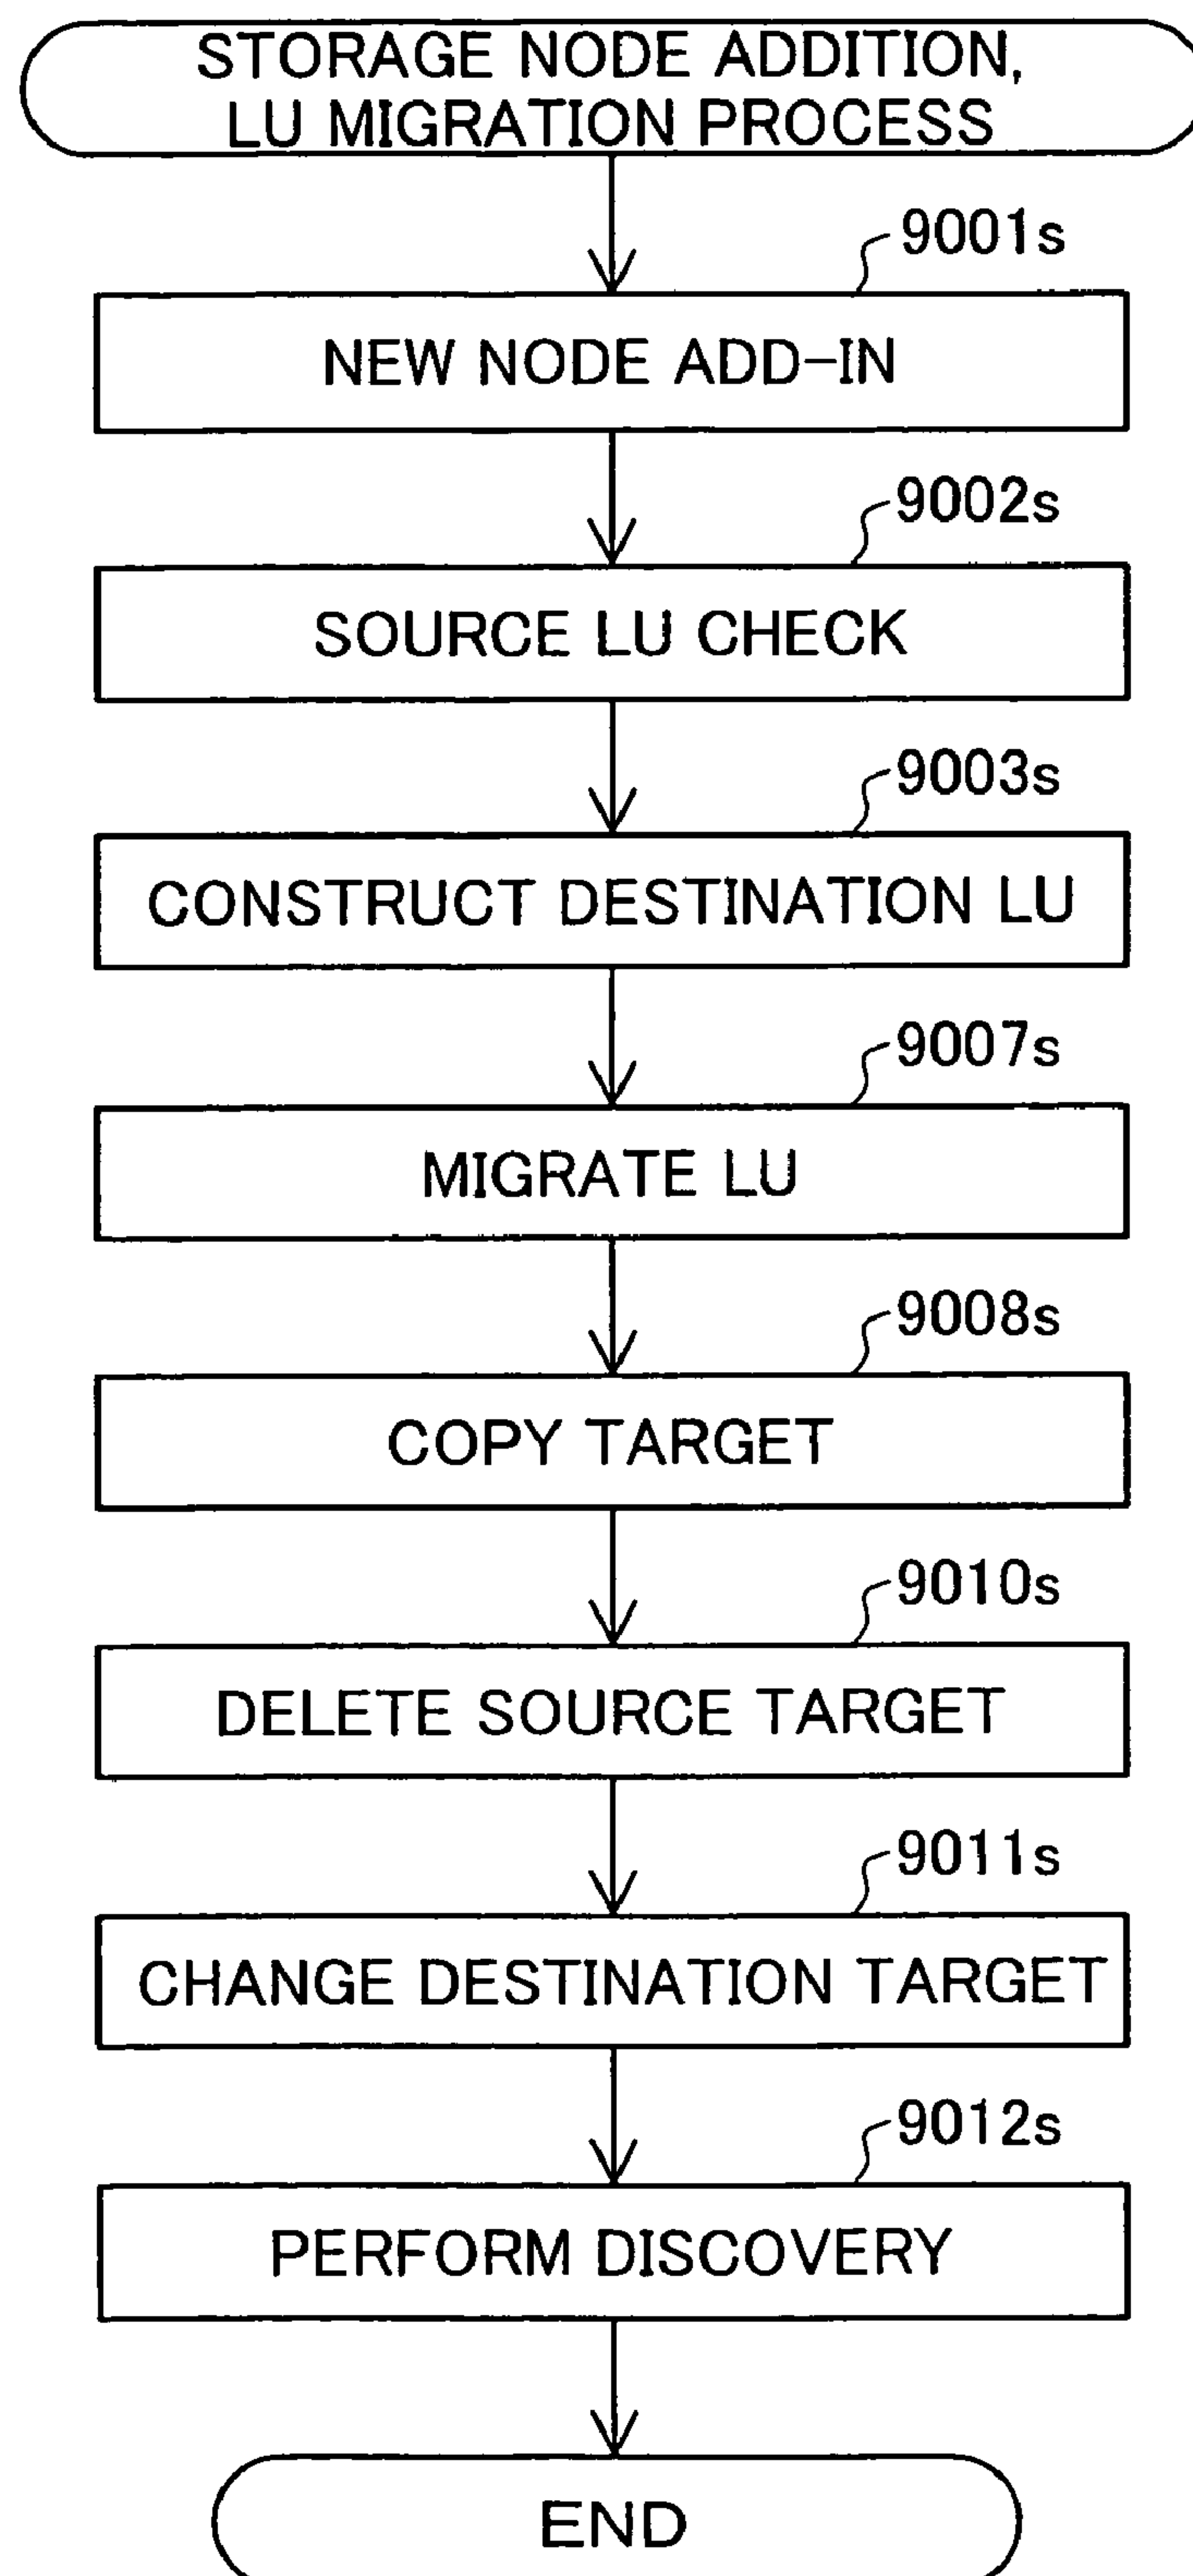 STORAGE NODE ADDITION,
LU MIGRATION PROCESS
9001s
NEW NODE ADD-IN
9002s
SOURCE LU CHECK
9003s
CONSTRUCT DESTINATION LU
9007s
MIGRATE LU
9008s
COPY TARGET
9010s
DELETE SOURCE TARGET
9011s
CHANGE DESTINATION TARGET
9012s
PERFORM DISCOVERY
END